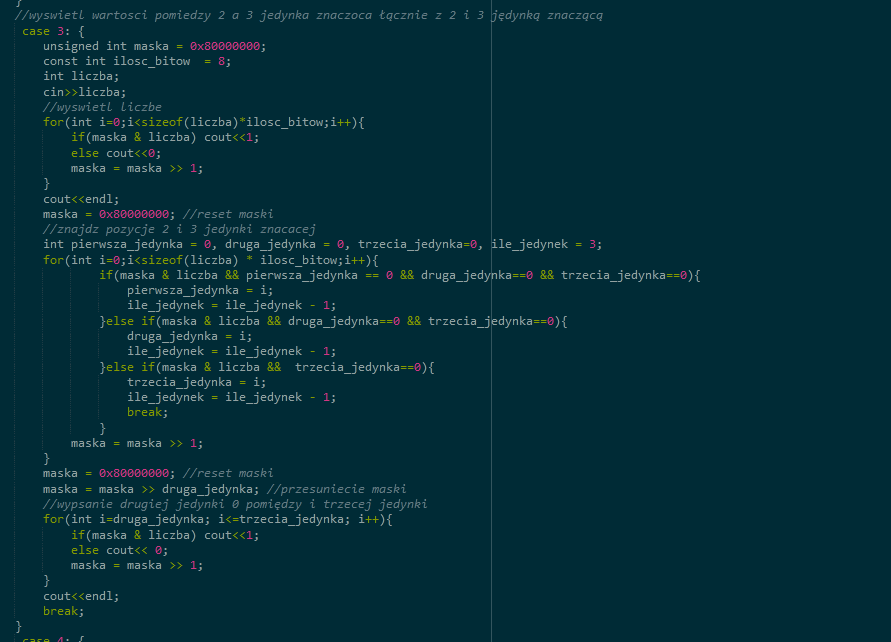 }
//wyswietl wartosci pomiedzy 2 a 3 jedynka znaczoca łącznie z 2 i 3 jędynką znaczącą
case 3: {
unsigned int maska = 0x80000000;
const int ilosc_bitow  = 8;
int liczba;
cin>>liczba;
//wyswietl liczbe
for(int i=0;i<sizeof(liczba)*ilosc_bitow;i++){
if(maska & liczba) cout<<1;
else cout<<0;
maska = maska >> 1;
}
cout<<endl;
maska = 0x80000000; //reset maski
//znajdz pozycje 2 i 3 jedynki znacacej
int pierwsza_jedynka = 0, druga_jedynka = 0, trzecia_jedynka=0, ile_jedynek = 3;
for(int i=0;i<sizeof(liczba) * ilosc_bitow;i++){
if(maska & liczba && pierwsza_jedynka == 0 && druga_jedynka==0 && trzecia_jedynka==0){
pierwsza_jedynka = i;
ile_jedynek = ile_jedynek - 1;
}else if(maska & liczba && druga_jedynka==0 && trzecia_jedynka==0){
druga_jedynka = i;
ile_jedynek = ile_jedynek - 1;
}else if(maska & liczba &&  trzecia_jedynka==0){
trzecia_jedynka = i;
ile_jedynek = ile_jedynek - 1;
break;
}
maska = maska >> 1;
}
maska = 0x80000000; //reset maski
maska = maska >> druga_jedynka; //przesuniecie maski
//wypsanie drugiej jedynki 0 pomiędzy i trzecej jedynki
for(int i=druga_jedynka; i<=trzecia_jedynka; i++){
if(maska & liczba) cout<<1;
else cout<< 0;
maska = maska >> 1;
}
cout<<endl;
break;
}
case 4: {